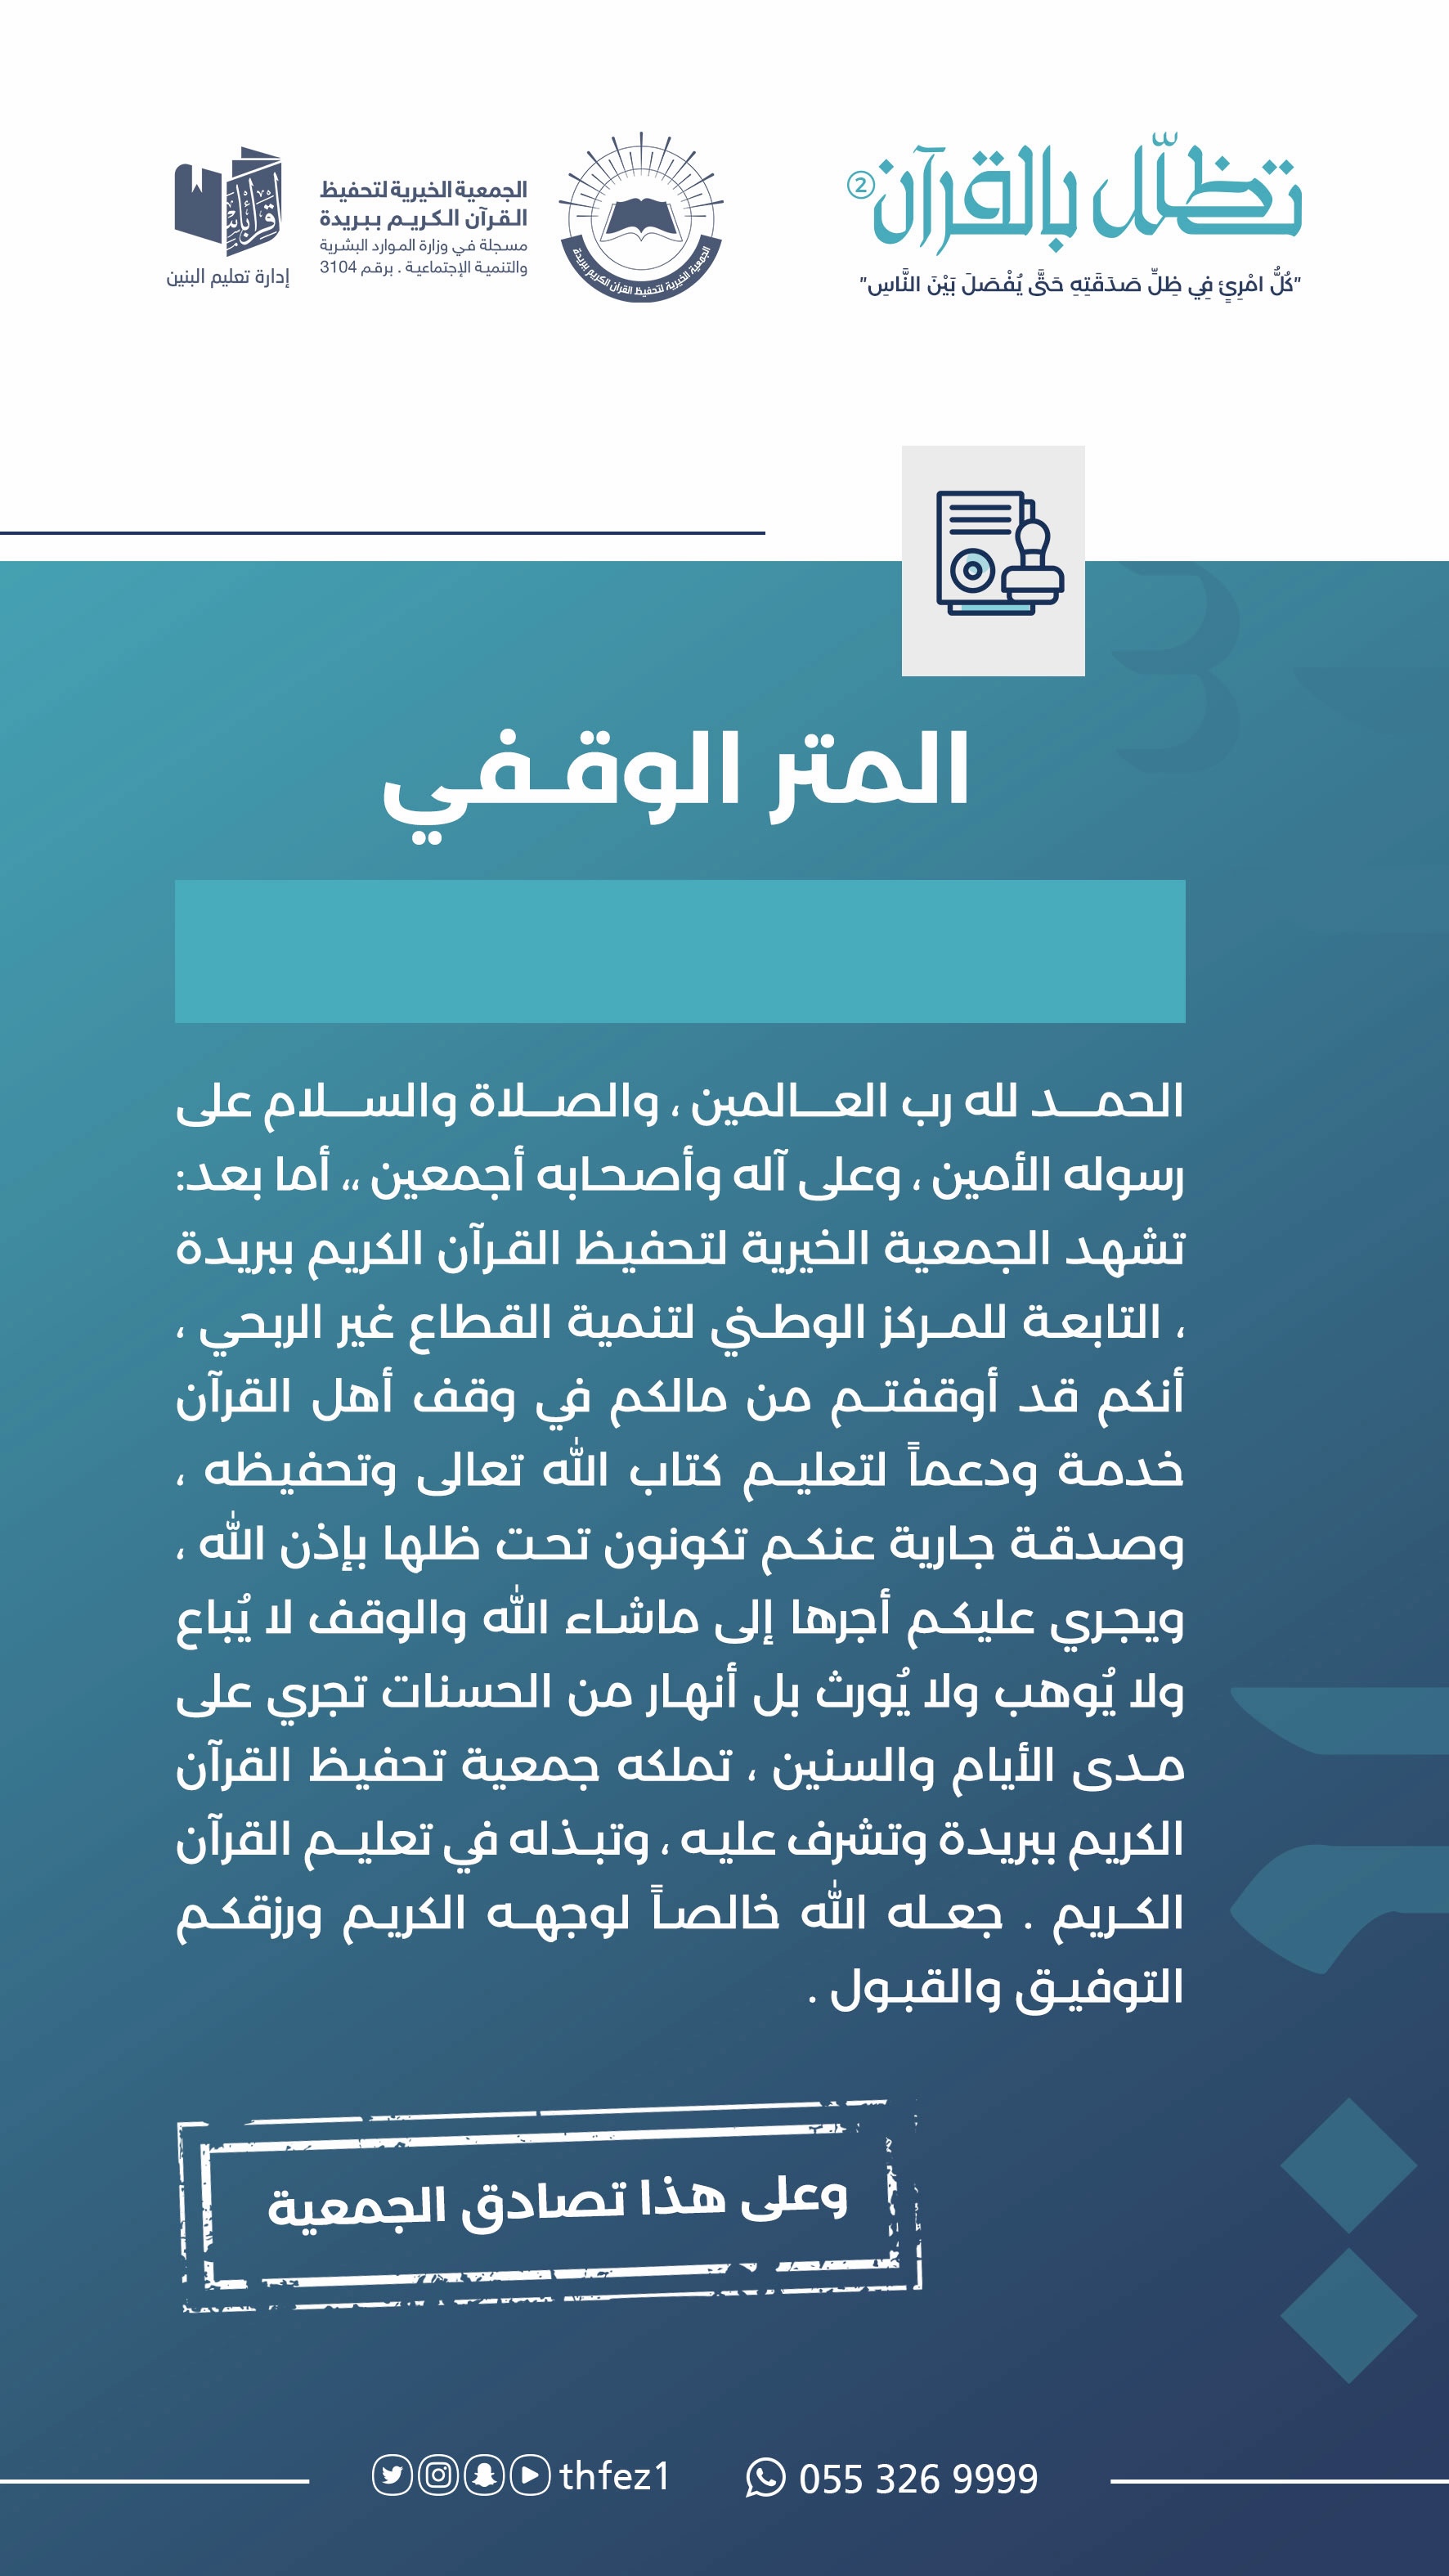 تظلّل بالقرآن 2
"كُلُّ امْرِئٍ فِي ظِلِّ صَدَقَتِهِ حَتَّى يُفْصَلَ بَيْنَ النَّاسِ"
الجمعية الخيرية لتحفيظ القرآن الكريم ببريدة
الجمعية الخيرية لتحفيظ
القرآن الكريم ببريدة
مسجلة في وزارة الموارد البشرية
والتنمية الإجتماعية . برقم 3104
إدارة تعليم البنين
المتر الوقفي
الحمد لله رب العالمين ، والصلاة والسلام على
رسوله الأمين ، وعلى آله وأصحابه أجمعين ،، أما بعد:
تشهد الجمعية الخيرية لتحفيظ القرآن الكريم ببريدة
، التابعة للمركز الوطني لتنمية القطاع غير الربحي ،
أنكم قد أوقفتم من مالكم في وقف أهل القرآن
خدمة ودعماً لتعليم كتاب الله تعالى وتحفيظه ،
وصدقة جارية عنكم تكونون تحت ظلها بإذن الله ،
ويجري عليكم أجرها إلى ماشاء الله والوقف لا يُباع
ولا يُوهب ولا يُورث بل أنهار من الحسنات تجري على
مدى الأيام والسنين ، تملكه جمعية تحفيظ القرآن
الكريم ببريدة وتشرف عليه ، وتبذله في تعليم القرآن
الكريم . جعله الله خالصاً لوجهه الكريم ورزقكم
التوفيق والقبول .
وعلى هذا تصادق الجمعية
thfez1
055 326 9999